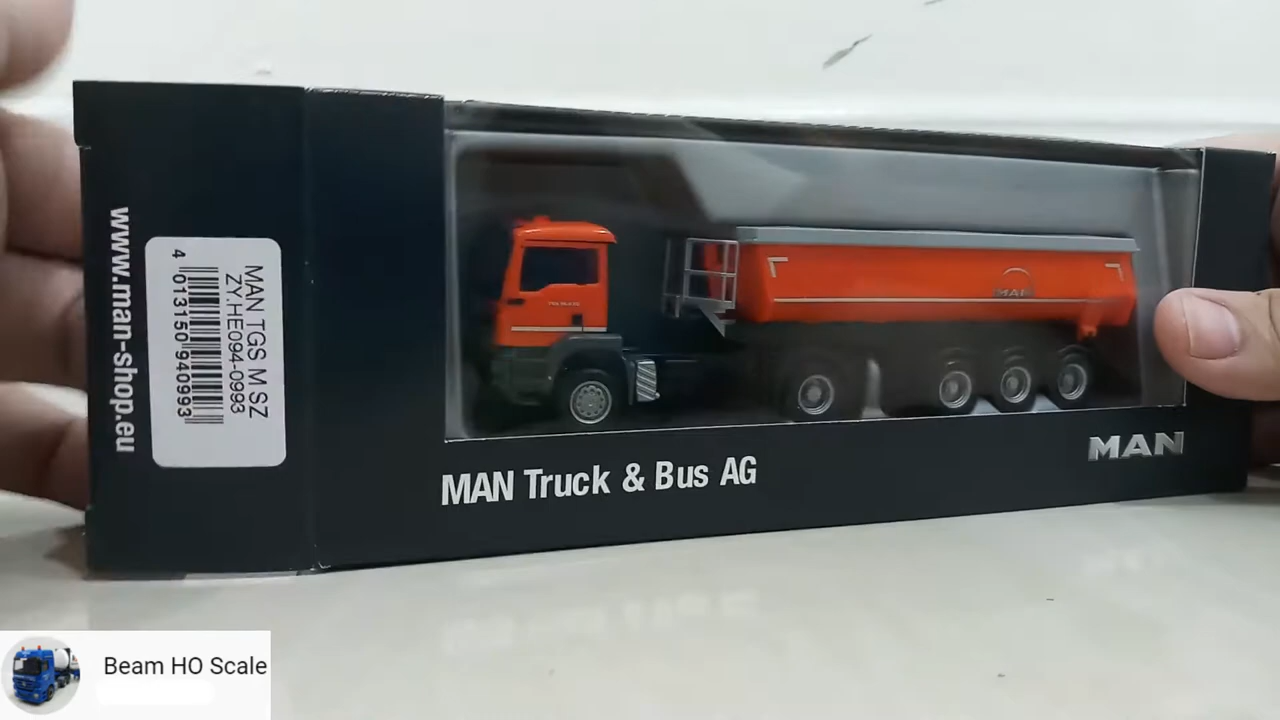 www.man-shop.eu
MAN TGS M SZ
ZY.HE094-0993
4 013150 940993
MAN
MAN Truck & Bus AG
MAN
Beam HO Scale